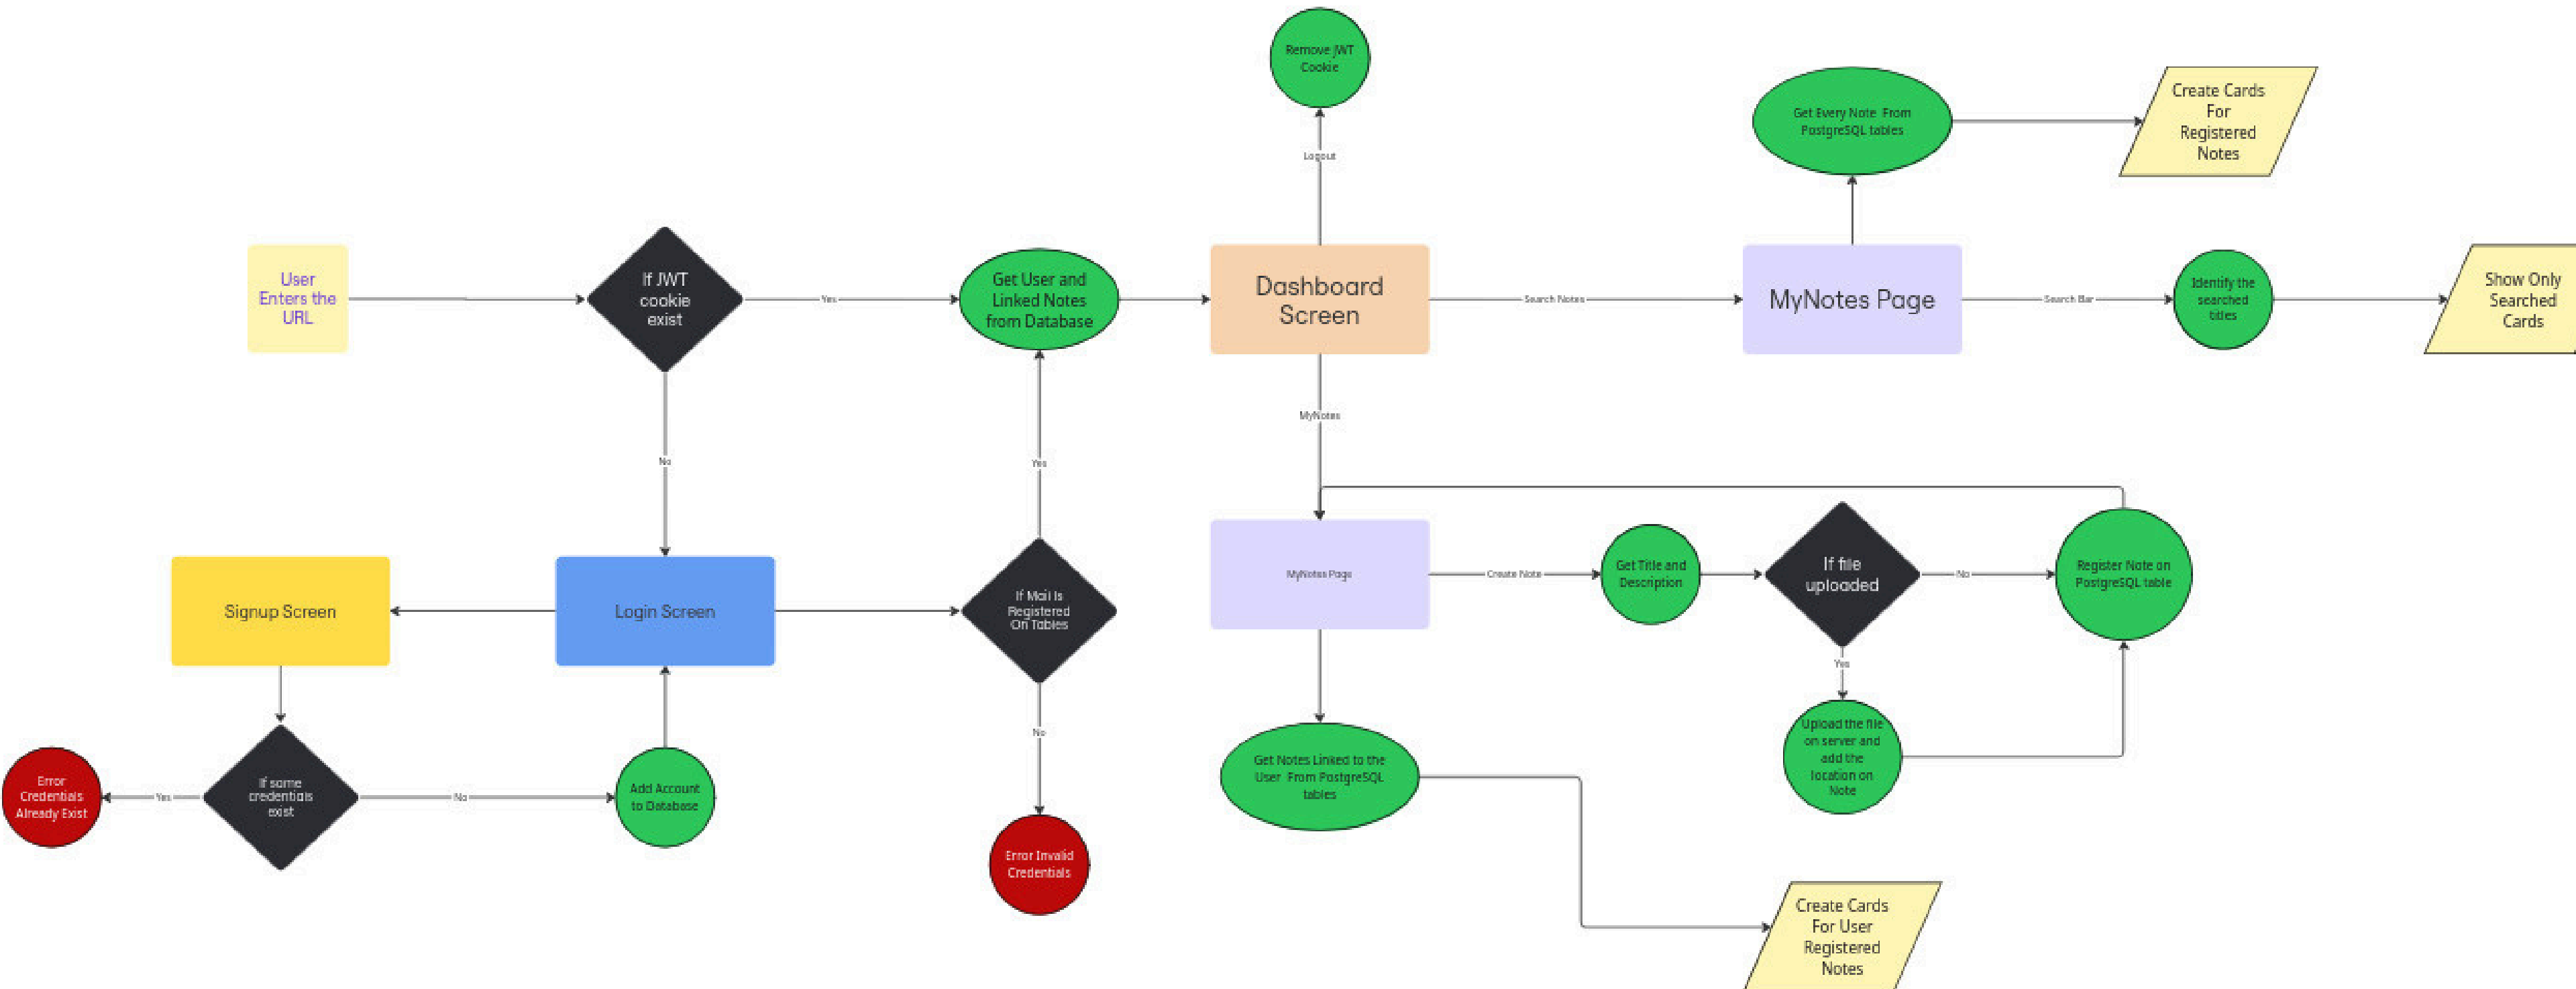 Remove JWT
Cookie
Logout
Get Every Note From
PostgreSQL tables
Create Cards
For
Registered
Notes
User
Enters the
URL
If JWT
cookie
exist
Yes
Get User and
Linked Notes
from Database
Dashboard
Screen
Search Notes
MyNotes Page
Search Bar
Identify the
searched
titles
Show Only
Searched
Cards
No
Yes
MyNotes
Signup Screen
Login Screen
If Mail Is
Registered
On Tables
MyNotes Page
Create Note
Get Title and
Description
If file
uploaded
No
Register Note on
PostgreSQL table
Yes
Upload the file
on server and
add the
location on
Note
No
Get Notes Linked to the
User From PostgreSQL
tables
Error
Credentials
Already Exist
Yes
If same
credentials
exist
No
Add Account
to Database
Error Invalid
Credentials
Create Cards
For User
Registered
Notes